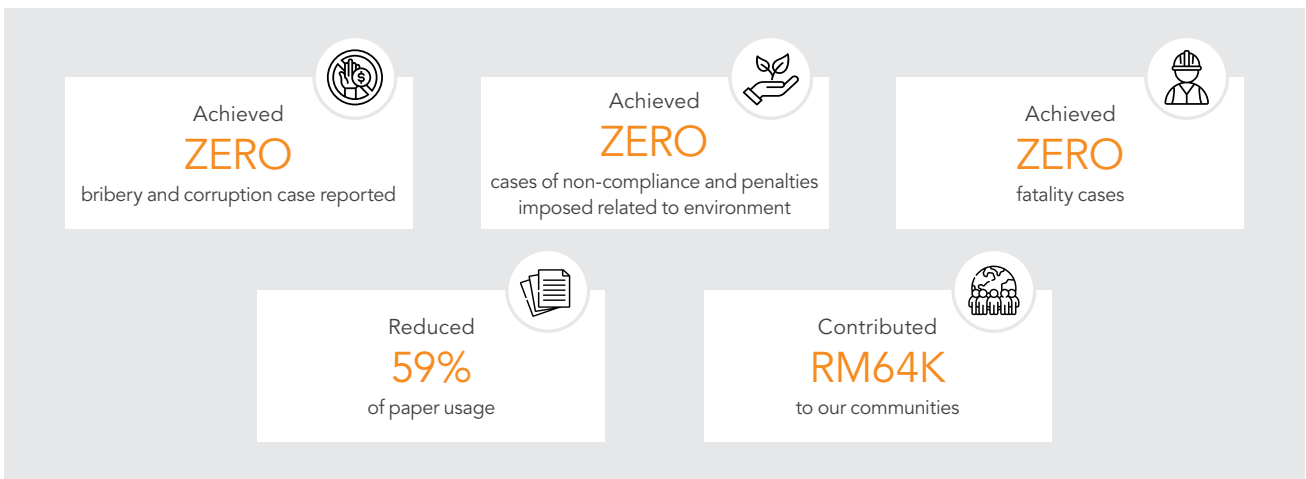 Achieved
ZERO
bribery and corruption case reported
Achieved
ZERO
cases of non-compliance and penalties
imposed related to environment
Achieved
ZERO
fatality cases
Reduced
59%
of paper usage
Contributed
RM64K
to our communities